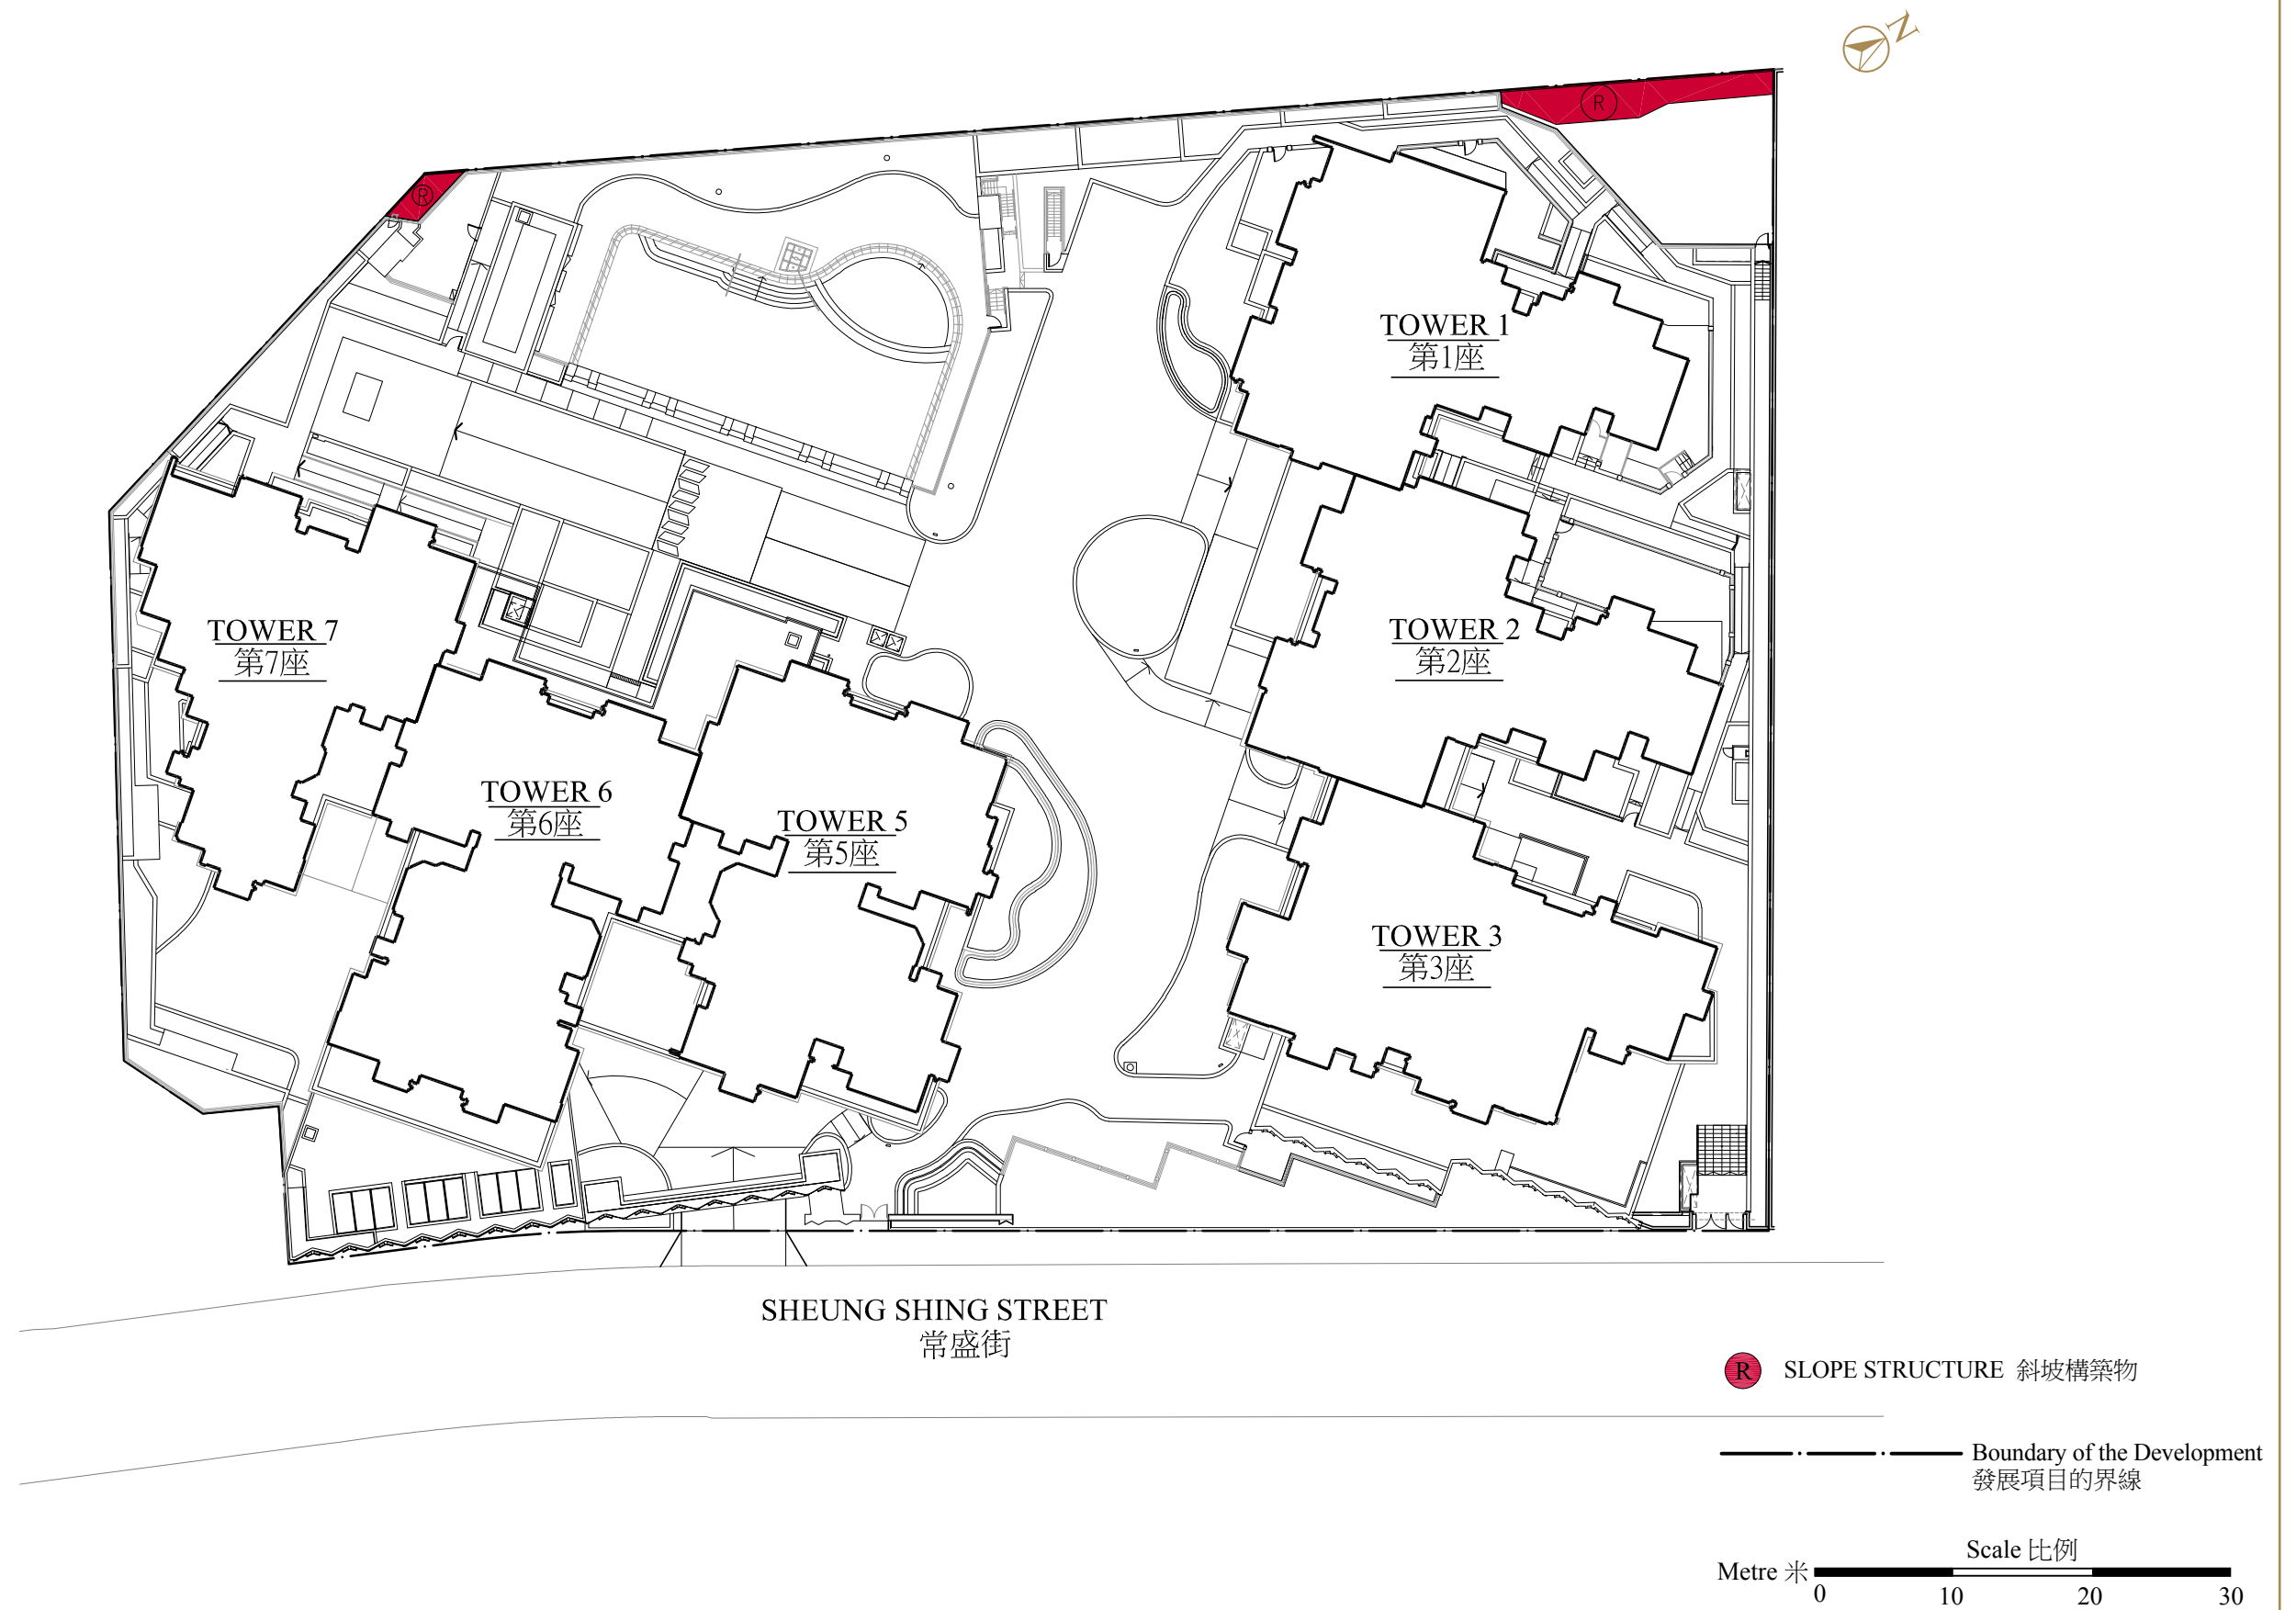 N
R
R
TOWER 1
第1座
TOWER 7
第7座
TOWER 2
第2座
TOWER 6
第6座
TOWER 5
第5座
TOWER 3
第3座
SHEUNG SHING STREET
常盛街
R SLOPE STRUCTURE 斜坡構築物
Boundary of the Development
發展項目的界線
Scale 比例
Metre 米
0 10 20 30